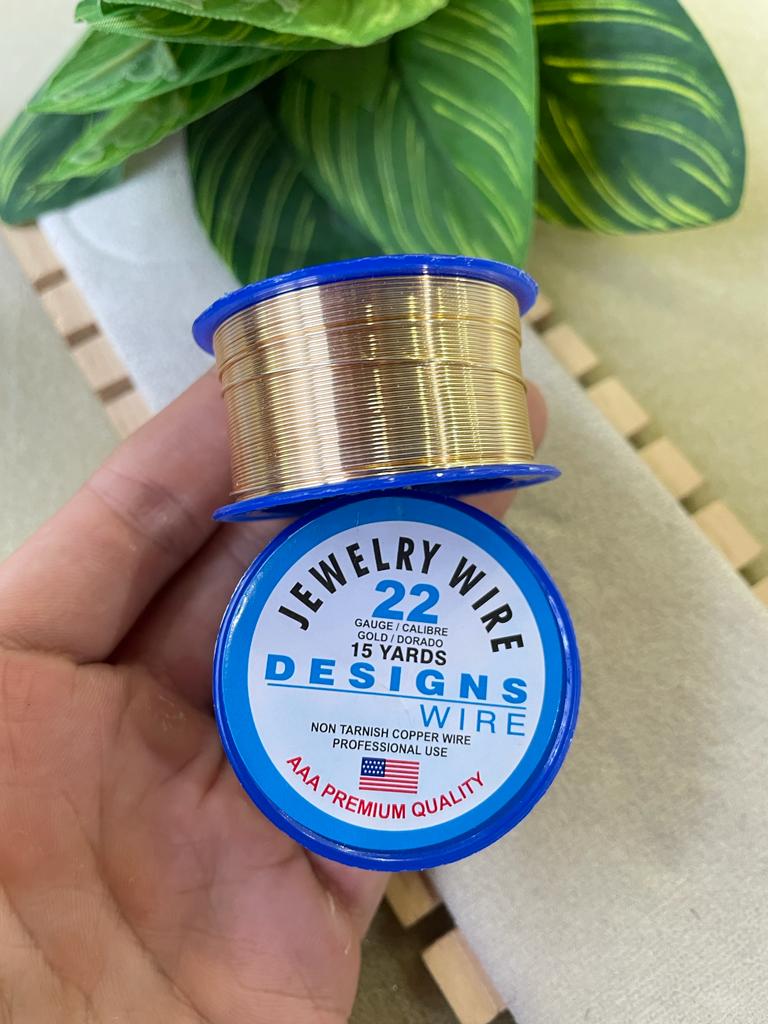 JEWELRY WIRE
22
GAUGE / CALIBRE
GOLD / DORADO
15 YARDS
DESIGNS
WIRE
NON TARNISH COPPER WIRE
PROFESSIONAL USE
AAA PREMIUM QUALITY